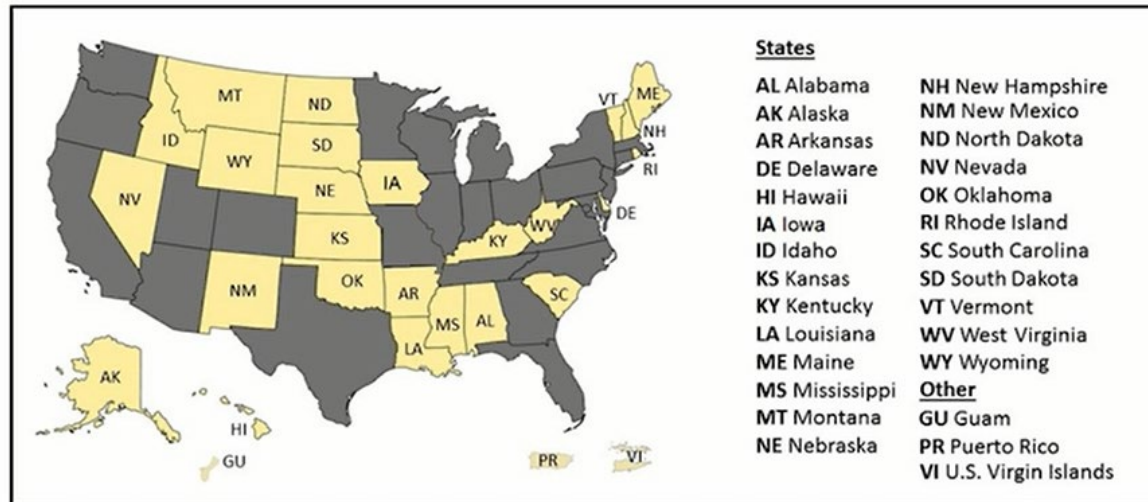 MT
ND
ID
WY
SD
NV
NE
IA
KS
NM
OK
AR
LA
MS
AL
KY
WV
SC
VT
ME
NH
RI
DE
AK
HI
GU
PR
VI
States
AL Alabama
AK Alaska
AR Arkansas
DE Delaware
HI Hawaii
IA Iowa
ID Idaho
KS Kansas
KY Kentucky
LA Louisiana
ME Maine
MS Mississippi
MT Montana
NE Nebraska
NH New Hampshire
NM New Mexico
ND North Dakota
NV Nevada
OK Oklahoma
RI Rhode Island
SC South Carolina
SD South Dakota
VT Vermont
WV West Virginia
WY Wyoming
Other
GU Guam
PR Puerto Rico
VI U.S. Virgin Islands